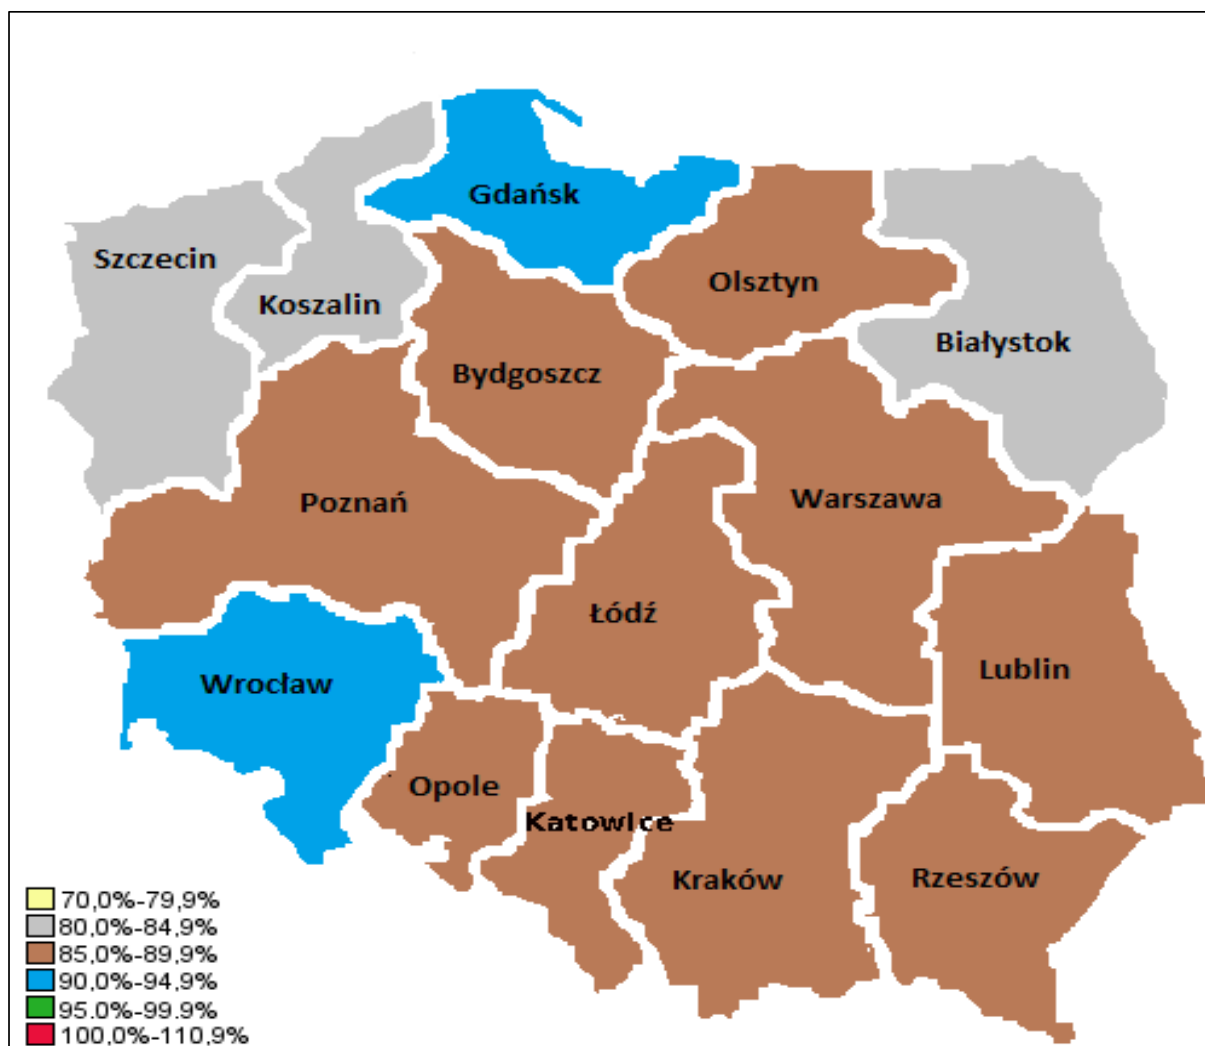 Gdańsk
Szczecin
Olsztyn
Koszalin
Białystok
Bydgoszcz
Poznań
Warszawa
Łódź
Lublin
Wrocław
Opole
Katowice
Kraków
Rzeszów
70,0%-79,9%
80,0%-84,9%
85,0%-89,9%
90,0%-94,9%
95.0%-99.9%
100,0%-110,9%